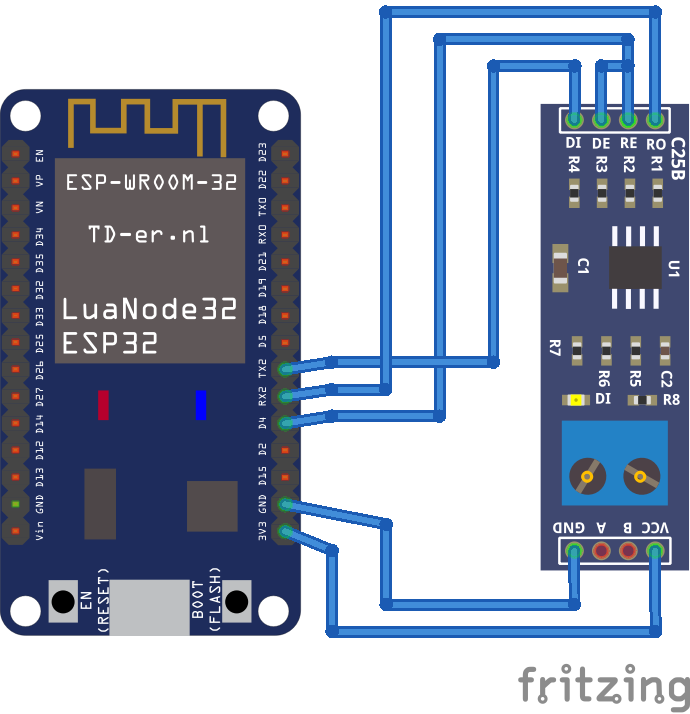 EN
VP
VN
D34
D35
D32
D33
D25
D26
D27
D14
D12
D13
GND
Vin
ESP-WROOM-32
TD-er.nl
LuaNode32
ESP32
D23
D22
TX0
RX0
D21
D19
D18
D5
TX2
RX2
D4
D2
D15
GND
3V3
EN
(RESET)
BOOT
(FLASH)
DI DE RE RO
C25B
R4 R3 R2 R1
C1
U1
R7
R6 R5 C2
DI
R8
GND A B VCC
fritzing